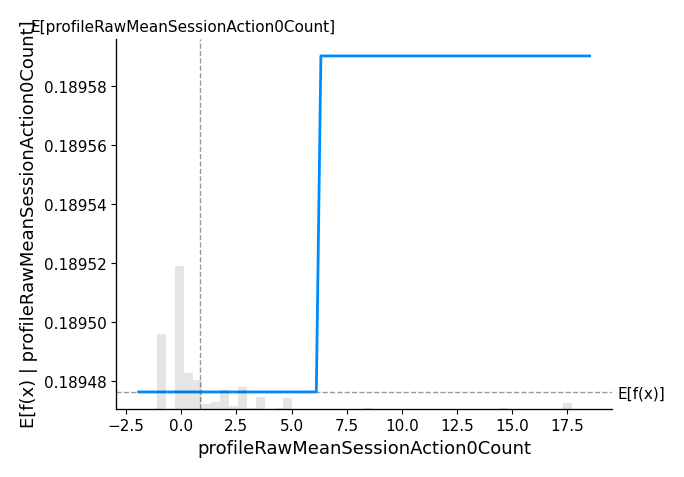 E[profileRawMeanSessionAction0Count]
E[f(x) | profileRawMeanSessionAction0Count]
0.18958
0.18956
0.18954
0.18952
0.18950
0.18948
E[f(x)]
−2.5 0.0 2.5 5.0 7.5 10.0 12.5 15.0 17.5
profileRawMeanSessionAction0Count